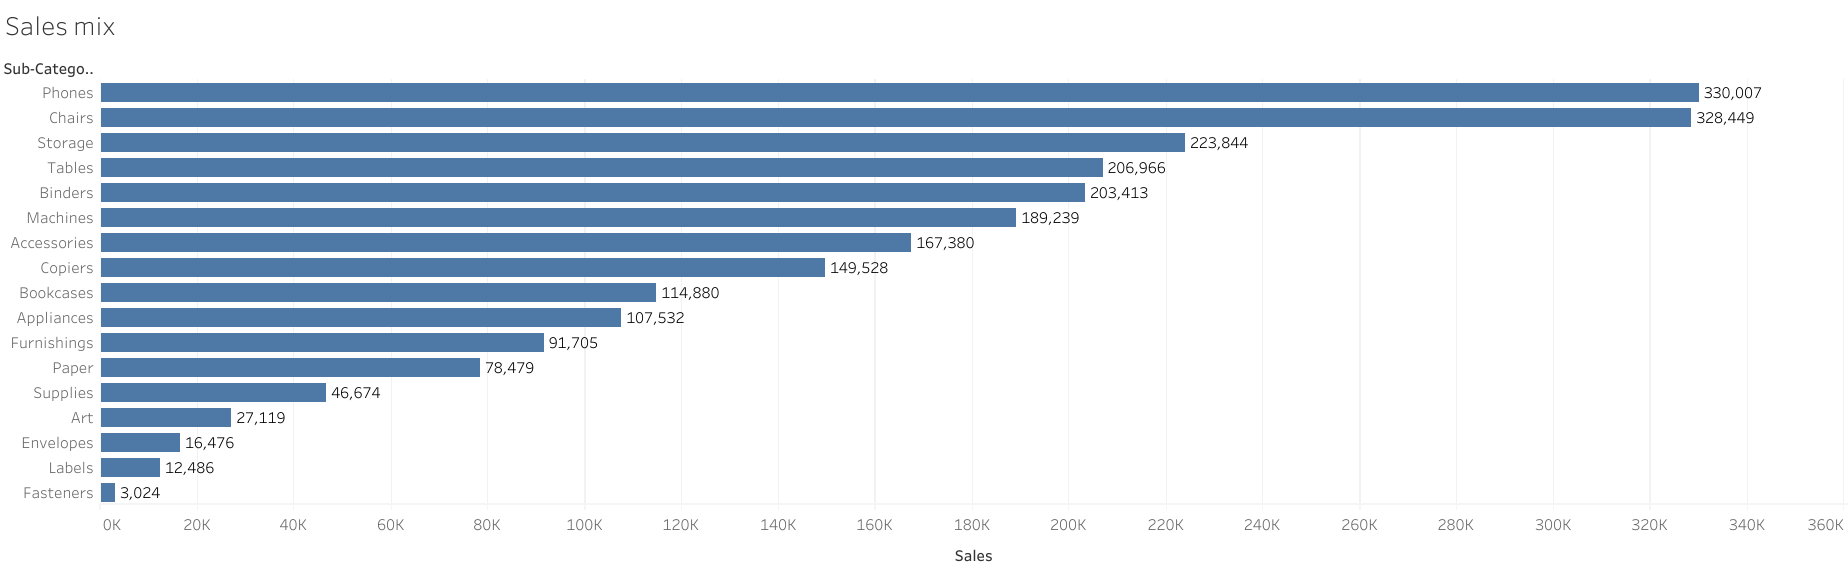 Sales mix
Sub-Catego..
Phones 330,007
Chairs 328,449
Storage 223,844
Tables 206,966
Binders 203,413
Machines 189,239
Accessories 167,380
Copiers 149,528
Bookcases 114,880
Appliances 107,532
Furnishings 91,705
Paper 78,479
Supplies 46,674
Art 27,119
Envelopes 16,476
Labels 12,486
Fasteners 3,024
0K 20K 40K 60K 80K 100K 120K 140K 160K 180K 200K 220K 240K 260K 280K 300K 320K 340K 360K
Sales